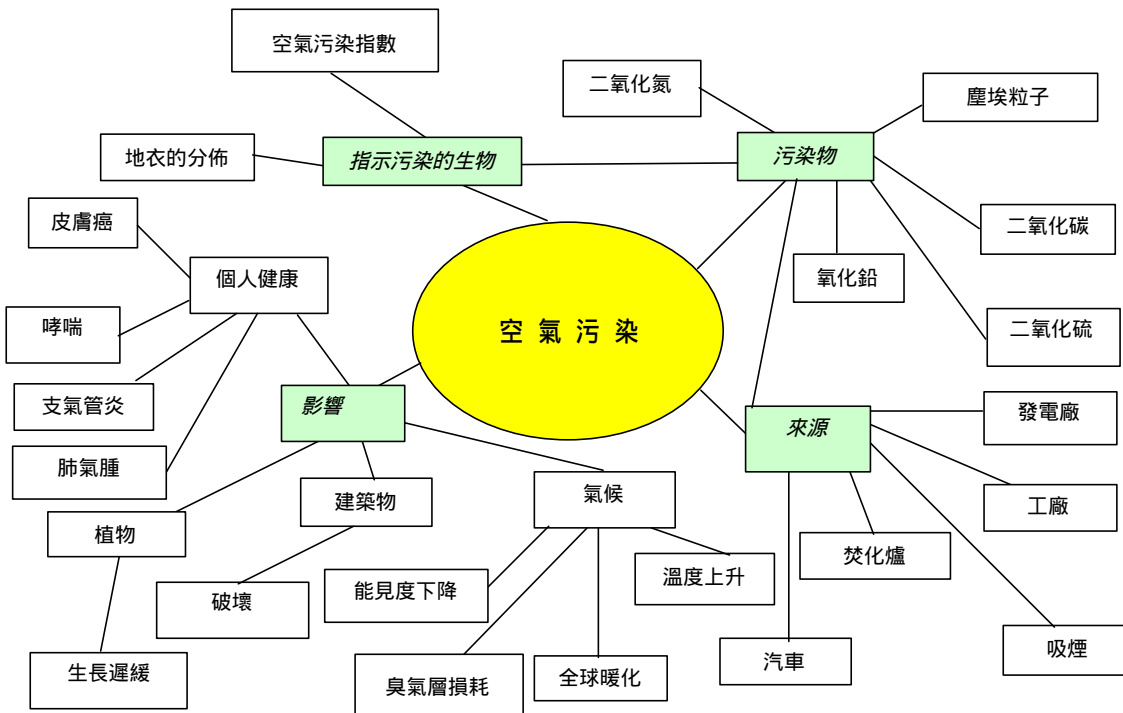 空氣污染指數
二氧化氮
塵埃粒子
地衣的分佈
指示污染的生物
污染物
皮膚癌
二氧化碳
個人健康
氧化鉛
哮喘
空氣污染
二氧化硫
支氣管炎
影響
來源
發電廠
肺氣腫
建築物
氣候
工廠
植物
焚化爐
能見度下降
溫度上升
破壞
吸煙
生長遲緩
臭氣層損耗
全球暖化
汽車